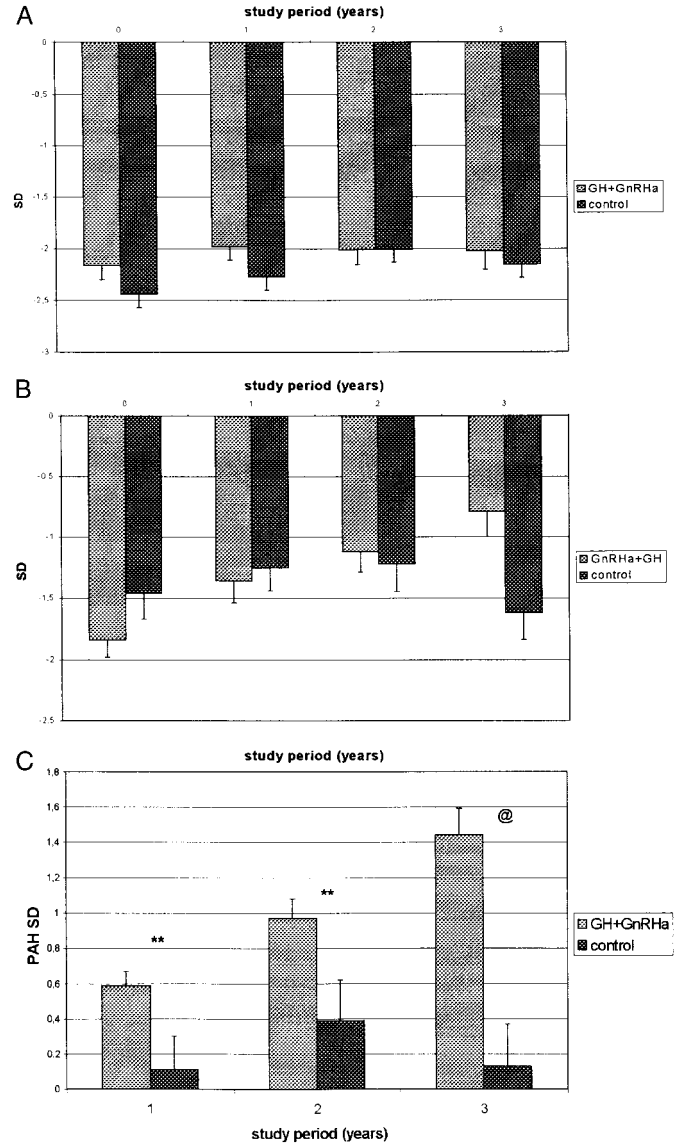 A
study period (years)
0 1 2 3
0
-0,5
-1
-1,5
-2
-2,5
-3
SD
GH+GnRHa
control
B
study period (years)
0 1 2 3
0
-0,5
-1
-1,5
-2
-2,5
SD
GnRHa+GH
control
C
study period (years)
1,8
1,6
1,4
1,2
1
0,8
0,6
0,4
0,2
0
PAH SD
**
**
@
GH+GnRHa
control
1 2 3
study period (years)